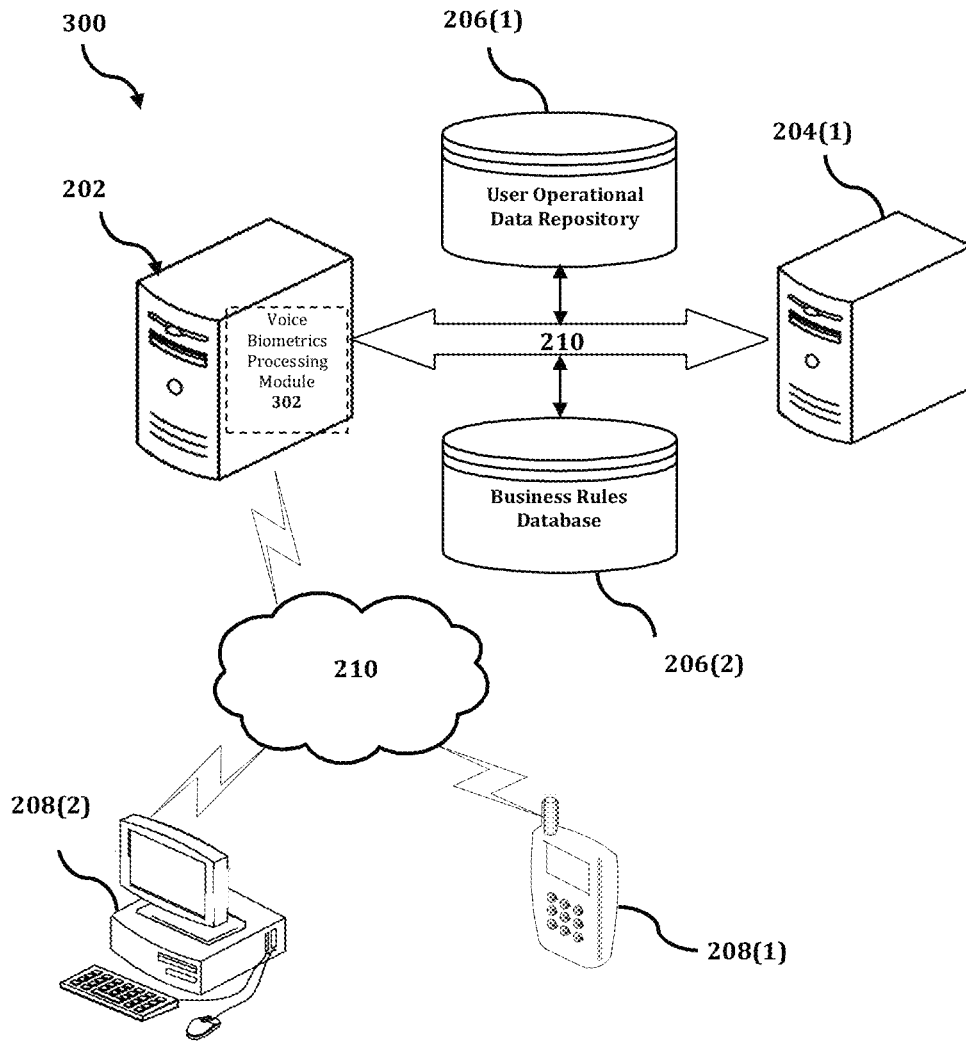 300
206(1)
204(1)
202
User Operational
Data Repository
Voice
Biometrics
Processing
Module
302
210
Business Rules
Database
206(2)
210
208(2)
208(1)